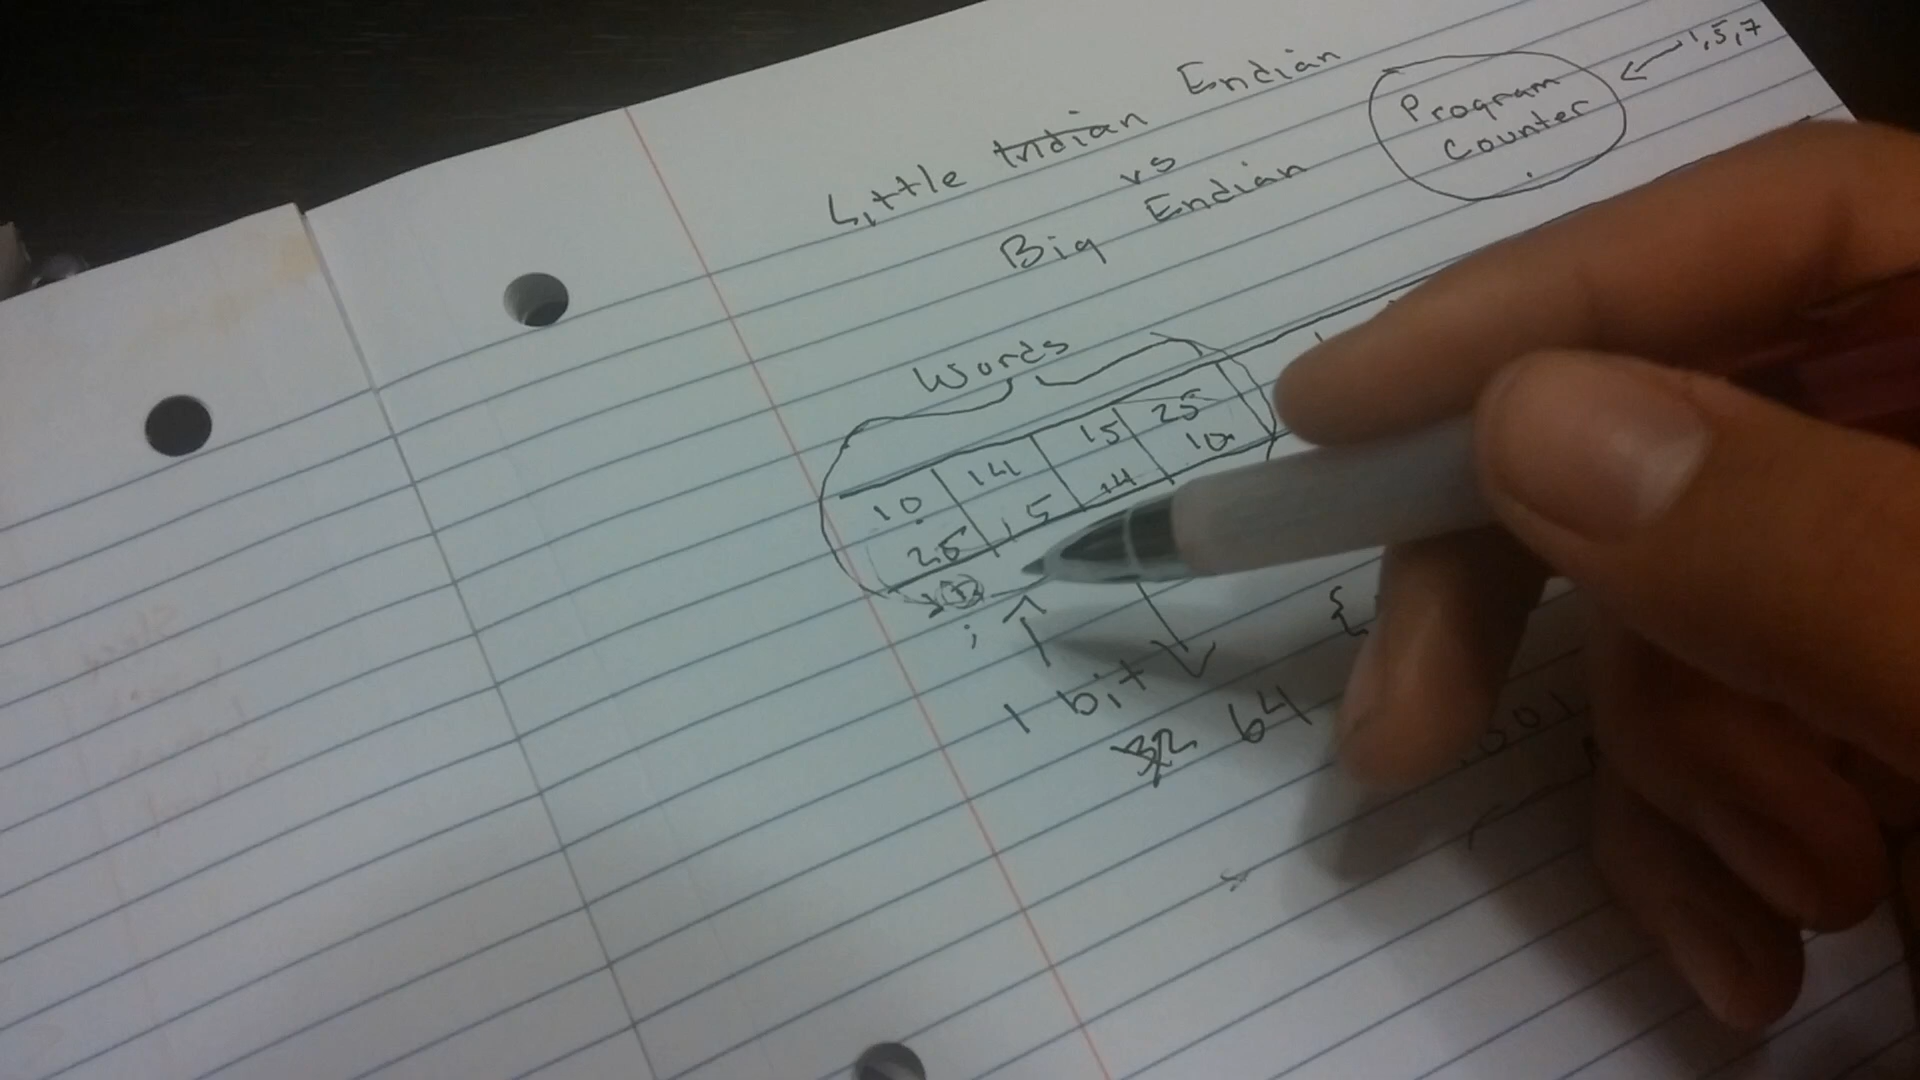 Little Indian Endian
vs
Big Endian
Program
Counter
1,5,7
Words
10 14 15 25
25 15 14 10
1 bit
32 64